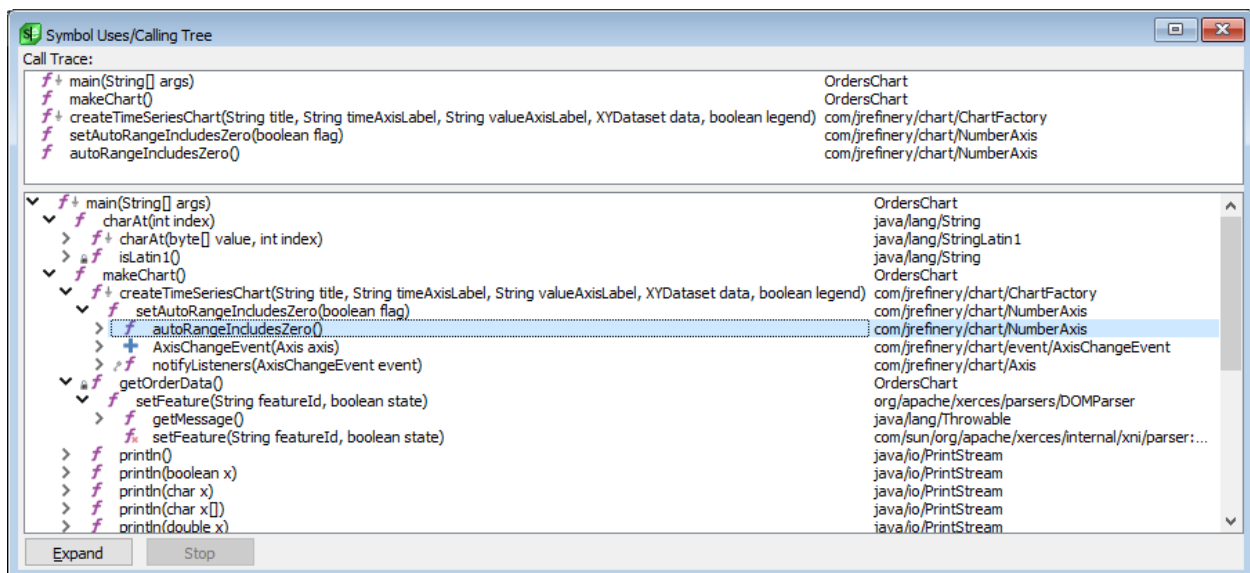 Symbol Uses/Calling Tree
Call Trace:
main(String[] args) OrdersChart
makeChart() OrdersChart
createTimeSeriesChart(String title, String timeAxisLabel, String valueAxisLabel, XYDataset data, boolean legend) com/jrefinery/chart/ChartFactory
setAutoRangeIncludesZero(boolean flag) com/jrefinery/chart/NumberAxis
autoRangeIncludesZero() com/jrefinery/chart/NumberAxis
main(String[] args) OrdersChart
charAt(int index) java/lang/String
charAt(byte[] value, int index) java/lang/StringLatin1
isLatin1() java/lang/String
makeChart() OrdersChart
createTimeSeriesChart(String title, String timeAxisLabel, String valueAxisLabel, XYDataset data, boolean legend) com/jrefinery/chart/ChartFactory
setAutoRangeIncludesZero(boolean flag) com/jrefinery/chart/NumberAxis
autoRangeIncludesZero() com/jrefinery/chart/NumberAxis
AxisChangeEvent(Axis axis) com/jrefinery/chart/event/AxisChangeEvent
notifyListeners(AxisChangeEvent event) com/jrefinery/chart/Axis
getOrderData() OrdersChart
setFeature(String featureId, boolean state) org/apache/xerces/parsers/DOMParser
getMessage() java/lang/Throwable
setFeature(String featureId, boolean state) com/sun/org/apache/xerces/internal/xni/parser:...
println() java/io/PrintStream
println(boolean x) java/io/PrintStream
println(char x) java/io/PrintStream
println(char x[]) java/io/PrintStream
println(double x) java/io/PrintStream
Expand Stop